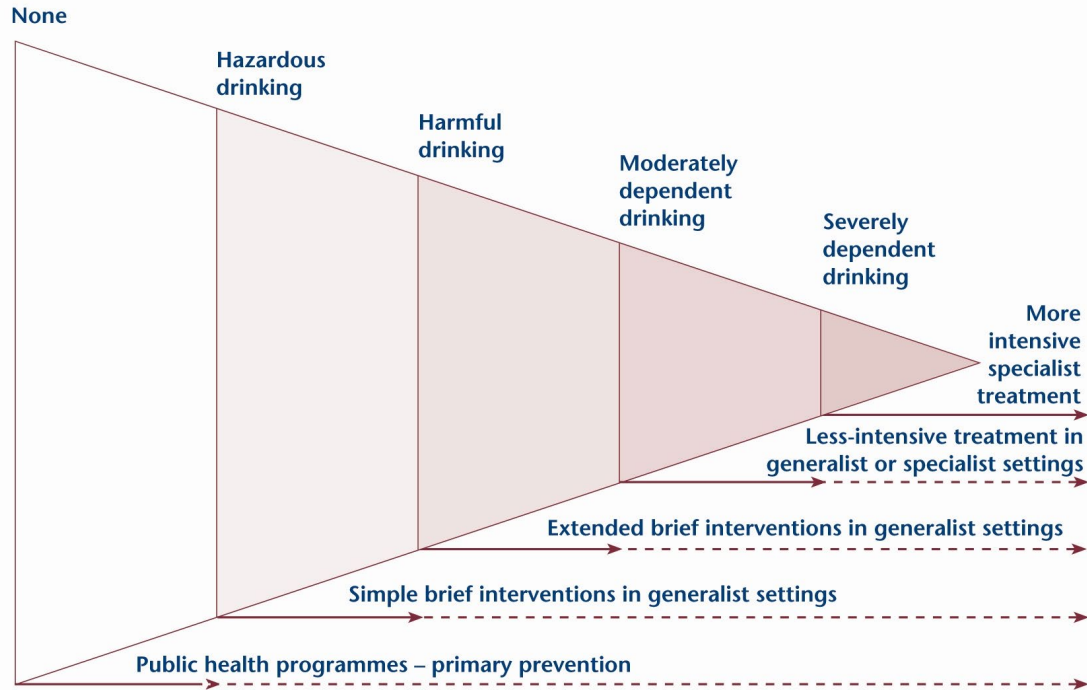 None
Hazardous
drinking
Harmful
drinking
Moderately
dependent
drinking
Severely
dependent
drinking
More
intensive
specialist
treatment
Less-intensive treatment in
generalist or specialist settings
Extended brief interventions in generalist settings
Simple brief interventions in generalist settings
Public health programmes – primary prevention